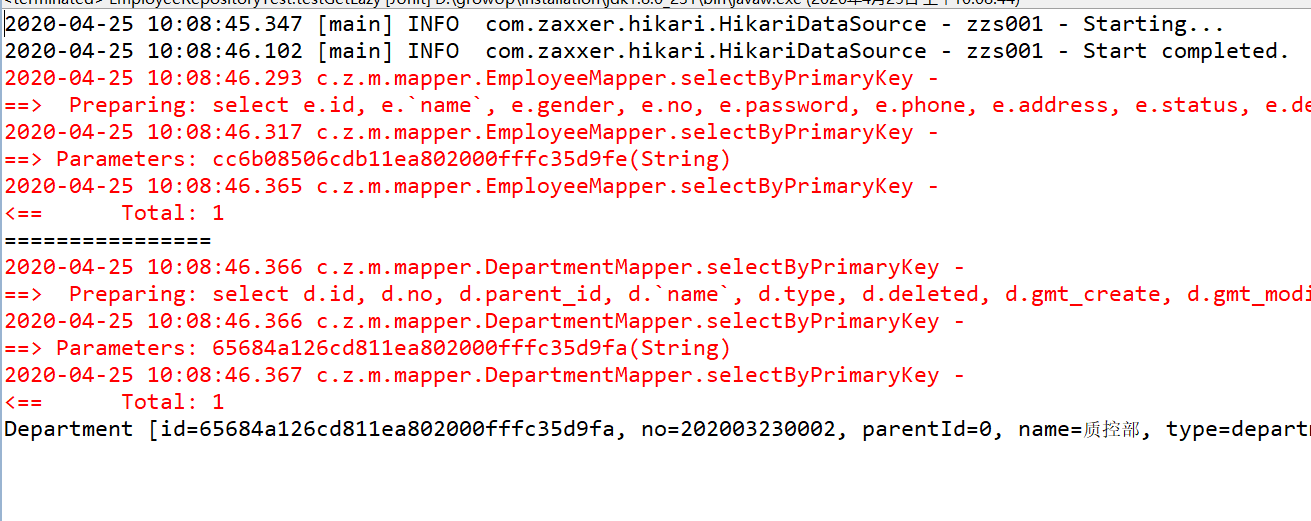 <terminated> EmployeeRepositoryTest.testGetLazy [JUnit]
2020-04-25 10:08:45.347 [main] INFO  com.zaxxer.hikari.HikariDataSource - zzs001 - Starting...
2020-04-25 10:08:46.102 [main] INFO  com.zaxxer.hikari.HikariDataSource - zzs001 - Start completed.
2020-04-25 10:08:46.293 c.z.m.mapper.EmployeeMapper.selectByPrimaryKey -
==>  Preparing: select e.id, e.`name`, e.gender, e.no, e.password, e.phone, e.address, e.status, e.de
2020-04-25 10:08:46.317 c.z.m.mapper.EmployeeMapper.selectByPrimaryKey -
==> Parameters: cc6b08506cdb11ea802000fffc35d9fe(String)
2020-04-25 10:08:46.365 c.z.m.mapper.EmployeeMapper.selectByPrimaryKey -
<==      Total: 1
================
2020-04-25 10:08:46.366 c.z.m.mapper.DepartmentMapper.selectByPrimaryKey -
==>  Preparing: select d.id, d.no, d.parent_id, d.`name`, d.type, d.deleted, d.gmt_create, d.gmt_modi
2020-04-25 10:08:46.366 c.z.m.mapper.DepartmentMapper.selectByPrimaryKey -
==> Parameters: 65684a126cd811ea802000fffc35d9fa(String)
2020-04-25 10:08:46.367 c.z.m.mapper.DepartmentMapper.selectByPrimaryKey -
<==      Total: 1
Department [id=65684a126cd811ea802000fffc35d9fa, no=202003230002, parentId=0, name=质控部, type=departm